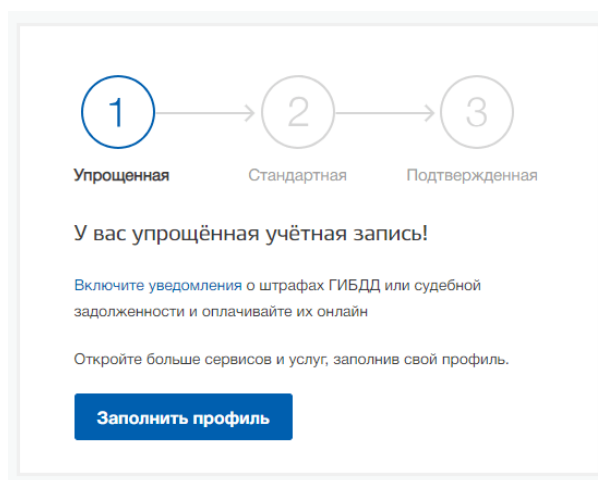 1 2 3
Упрощенная Стандартная Подтвержденная
У вас упрощённая учётная запись!
Включите уведомления о штрафах ГИБДД или судебной
задолженности и оплачивайте их онлайн
Откройте больше сервисов и услуг, заполнив свой профиль.
Заполнить профиль